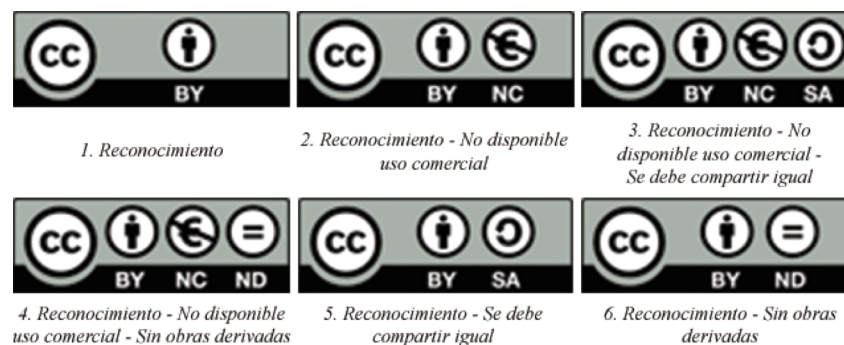 CC
BY
1. Reconocimiento
CC
BY NC
2. Reconocimiento - No disponible
uso comercial
CC
BY NC SA
3. Reconocimiento - No
disponible uso comercial -
Se debe compartir igual
CC
BY NC ND
4. Reconocimiento - No disponible
uso comercial - Sin obras derivadas
CC
BY SA
5. Reconocimiento - Se debe
compartir igual
CC
BY ND
6. Reconocimiento - Sin obras
derivadas